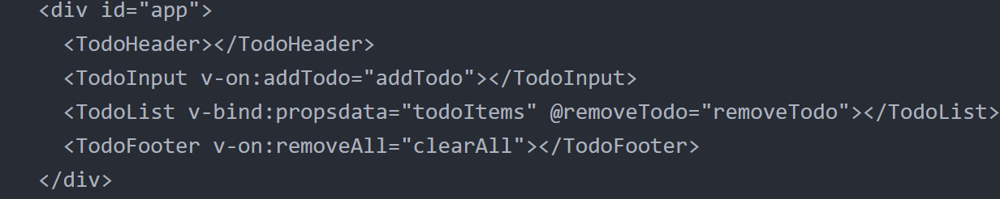 <div id="app">
<TodoHeader></TodoHeader>
<TodoInput v-on:addTodo="addTodo"></TodoInput>
<TodoList v-bind:propsdata="todoItems" @removeTodo="removeTodo"></TodoList>
<TodoFooter v-on:removeAll="clearAll"></TodoFooter>
</div>